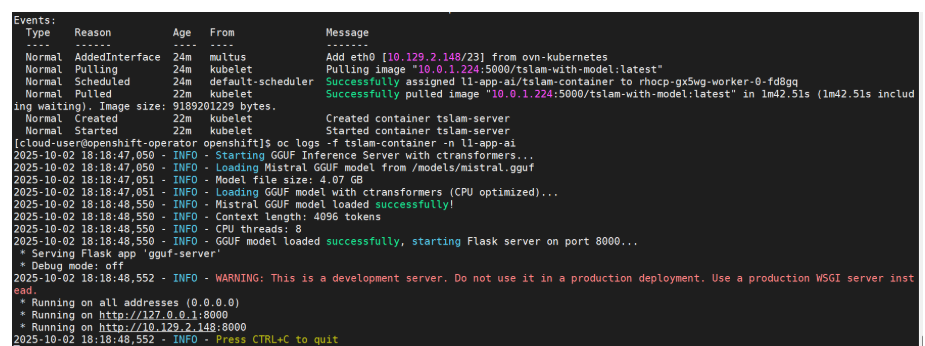 Events:
  Type    Reason          Age   From               Message
  ----    ------          ----  ----               -------
  Normal  AddedInterface  24m   multus             Add eth0 [10.129.2.148/23] from ovn-kubernetes
  Normal  Pulling         24m   kubelet            Pulling image "10.0.1.224:5000/tslam-with-model:latest"
  Normal  Scheduled       24m   default-scheduler  Successfully assigned l1-app-ai/tslam-container to rhocp-gx5wg-worker-0-fd8gq
  Normal  Pulled          22m   kubelet            Successfully pulled image "10.0.1.224:5000/tslam-with-model:latest" in 1m42.51s (1m42.51s includ
ing waiting). Image size: 9189201229 bytes.
  Normal  Created         22m   kubelet            Created container tslam-server
  Normal  Started         22m   kubelet            Started container tslam-server
[cloud-user@openshift-operator openshift]$ oc logs -f tslam-container -n l1-app-ai
2025-10-02 18:18:47,050 - INFO - Starting GGUF Inference Server with ctransformers...
2025-10-02 18:18:47,051 - INFO - Loading Mistral GGUF model from /models/mistral.gguf
2025-10-02 18:18:47,051 - INFO - Model file size: 4.07 GB
2025-10-02 18:18:47,051 - INFO - Loading GGUF model with ctransformers (CPU optimized)...
2025-10-02 18:18:48,550 - INFO - Mistral GGUF model loaded successfully!
2025-10-02 18:18:48,550 - INFO - Context length: 4096 tokens
2025-10-02 18:18:48,550 - INFO - CPU threads: 8
2025-10-02 18:18:48,550 - INFO - GGUF model loaded successfully, starting Flask server on port 8000...
 * Serving Flask app 'gguf-server'
 * Debug mode: off
2025-10-02 18:18:48,552 - INFO - WARNING: This is a development server. Do not use it in a production deployment. Use a production WSGI server inst
ead.
 * Running on all addresses (0.0.0.0)
 * Running on http://127.0.0.1:8000
 * Running on http://10.129.2.148:8000
2025-10-02 18:18:48,552 - INFO - Press CTRL+C to quit